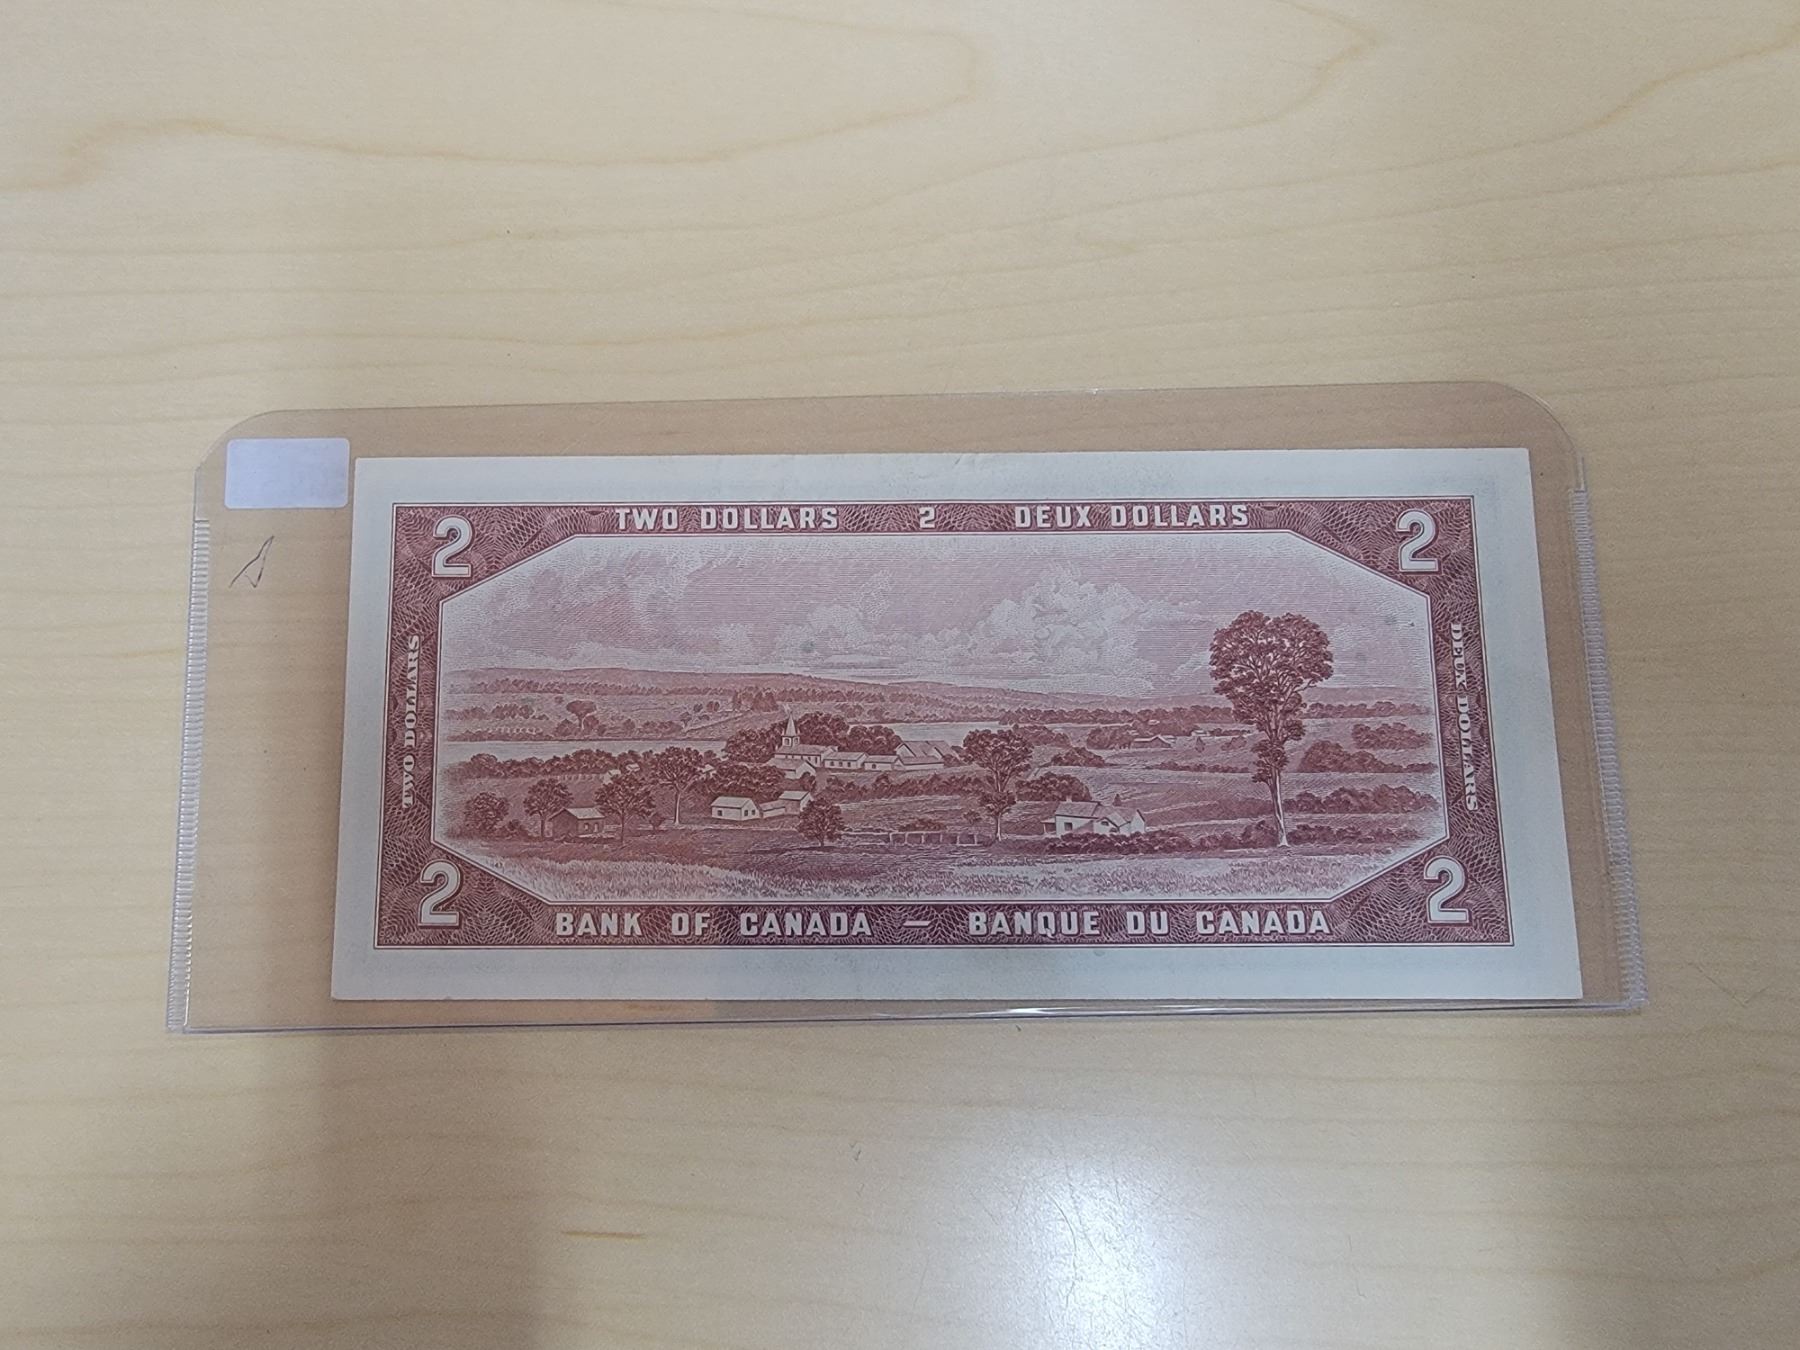 TWO DOLLARS 2 DEUX DOLLARS
2 2
TWO DOLLARS
DEUX DOLLARS
2 2
BANK OF CANADA — BANQUE DU CANADA